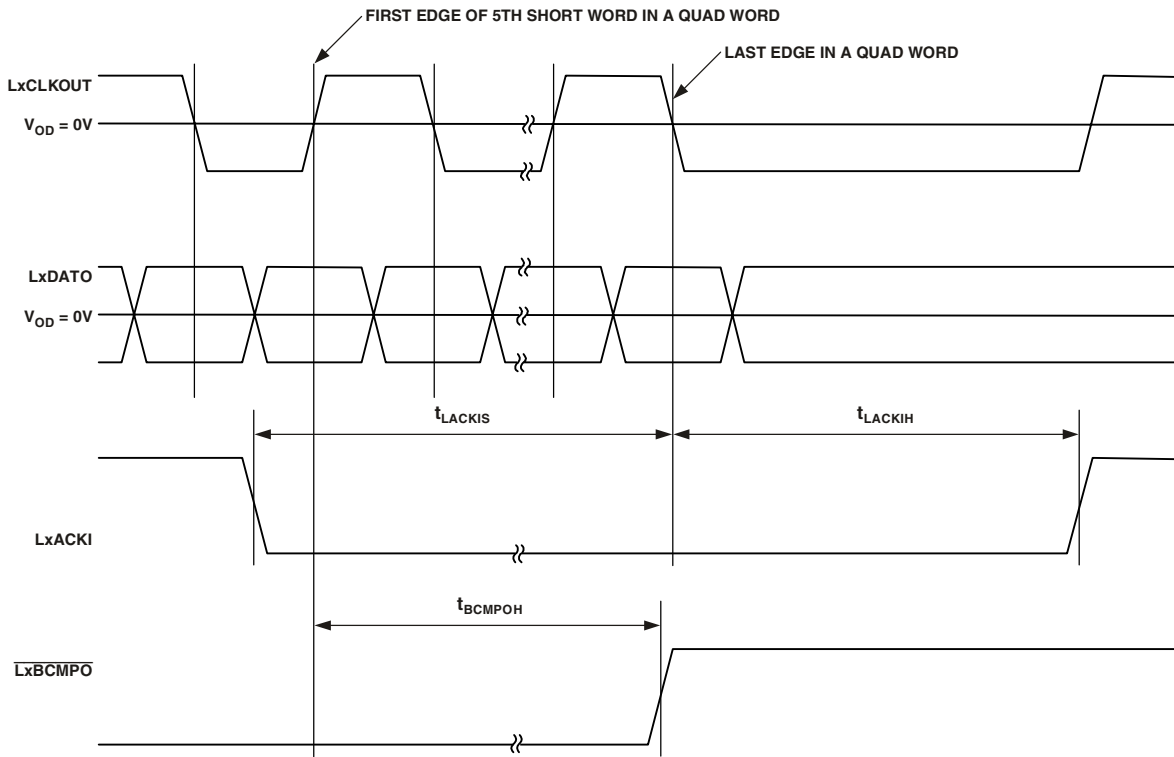 FIRST EDGE OF 5TH SHORT WORD IN A QUAD WORD
LAST EDGE IN A QUAD WORD
LxCLKOUT
VOD = 0V
LxDATO
VOD = 0V
tLACKIS
tLACKIH
LxACKI
tBCMPOH
LxBCMPO